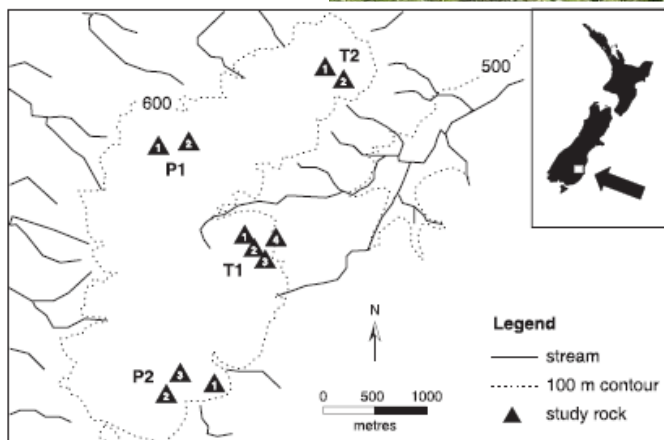 T2
1
2
500
600
1
2
P1
1
4
2
3
T1
N
Legend
P2
3
1
2
stream
0 500 1000
100 m contour
metres
study rock